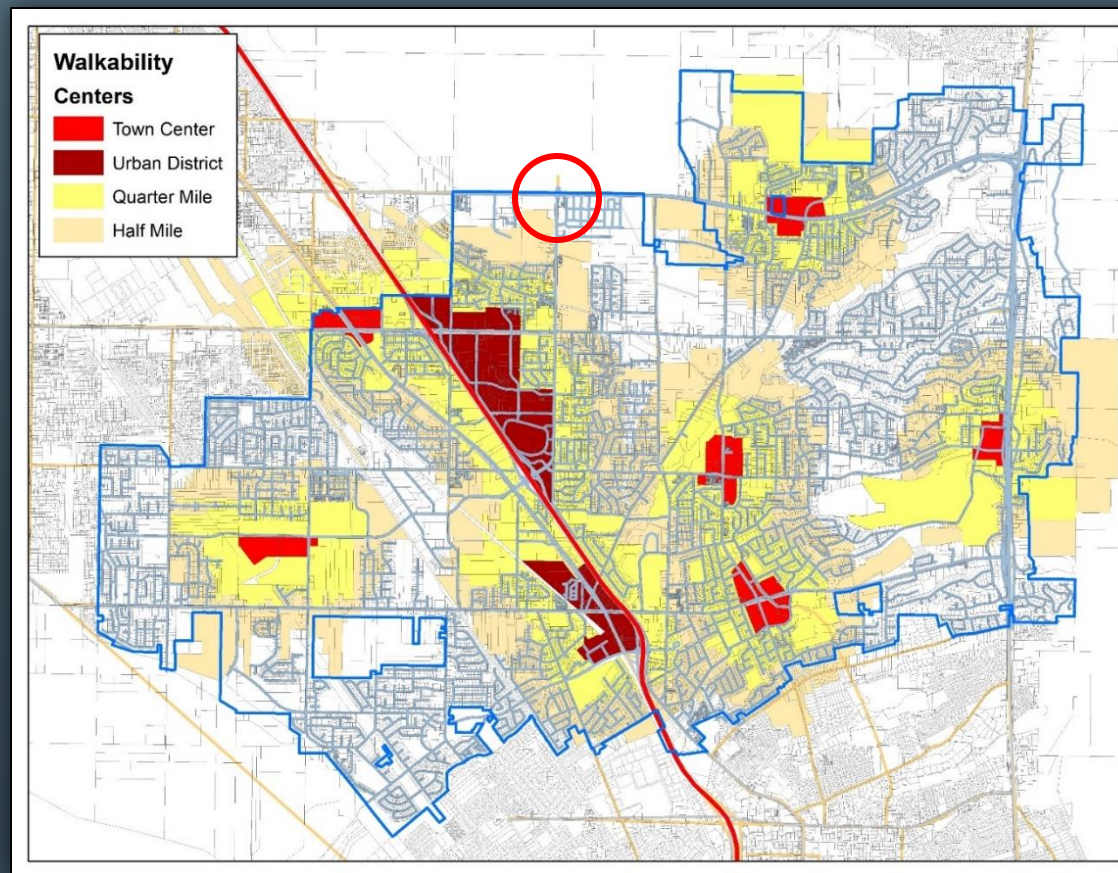 Walkability
Centers
Town Center
Urban District
Quarter Mile
Half Mile